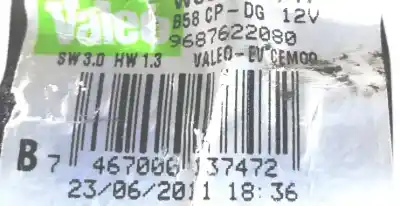 Valeo
B58 CP-DG 12V
9687622080
SW 3.0 HW 1.3 VALEO-EV CEMOO
B 7 467006 137472
23/06/2011 18:36